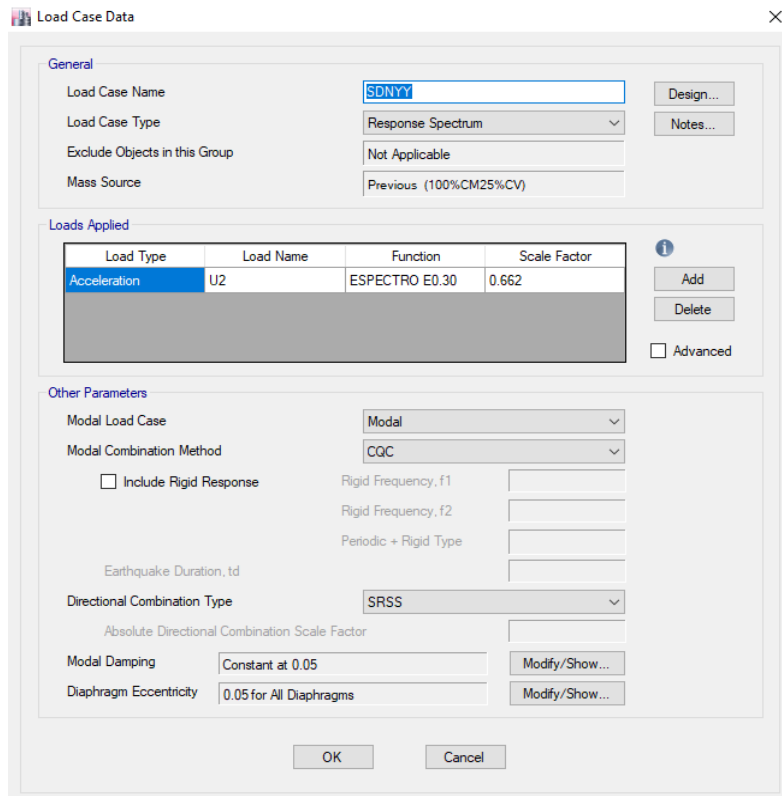 Load Case Data
General
Load Case Name SDNYY Design...
Load Case Type Response Spectrum Notes...
Exclude Objects in this Group Not Applicable
Mass Source Previous (100%CM25%CV)
Loads Applied
Load Type Load Name Function Scale Factor
Acceleration U2 ESPECTRO E0.30 0.662
Add
Delete
Advanced
Other Parameters
Modal Load Case Modal
Modal Combination Method CQC
Include Rigid Response Rigid Frequency, f1
Rigid Frequency, f2
Periodic + Rigid Type
Earthquake Duration, td
Directional Combination Type SRSS
Absolute Directional Combination Scale Factor
Modal Damping Constant at 0.05 Modify/Show...
Diaphragm Eccentricity 0.05 for All Diaphragms Modify/Show...
OK Cancel